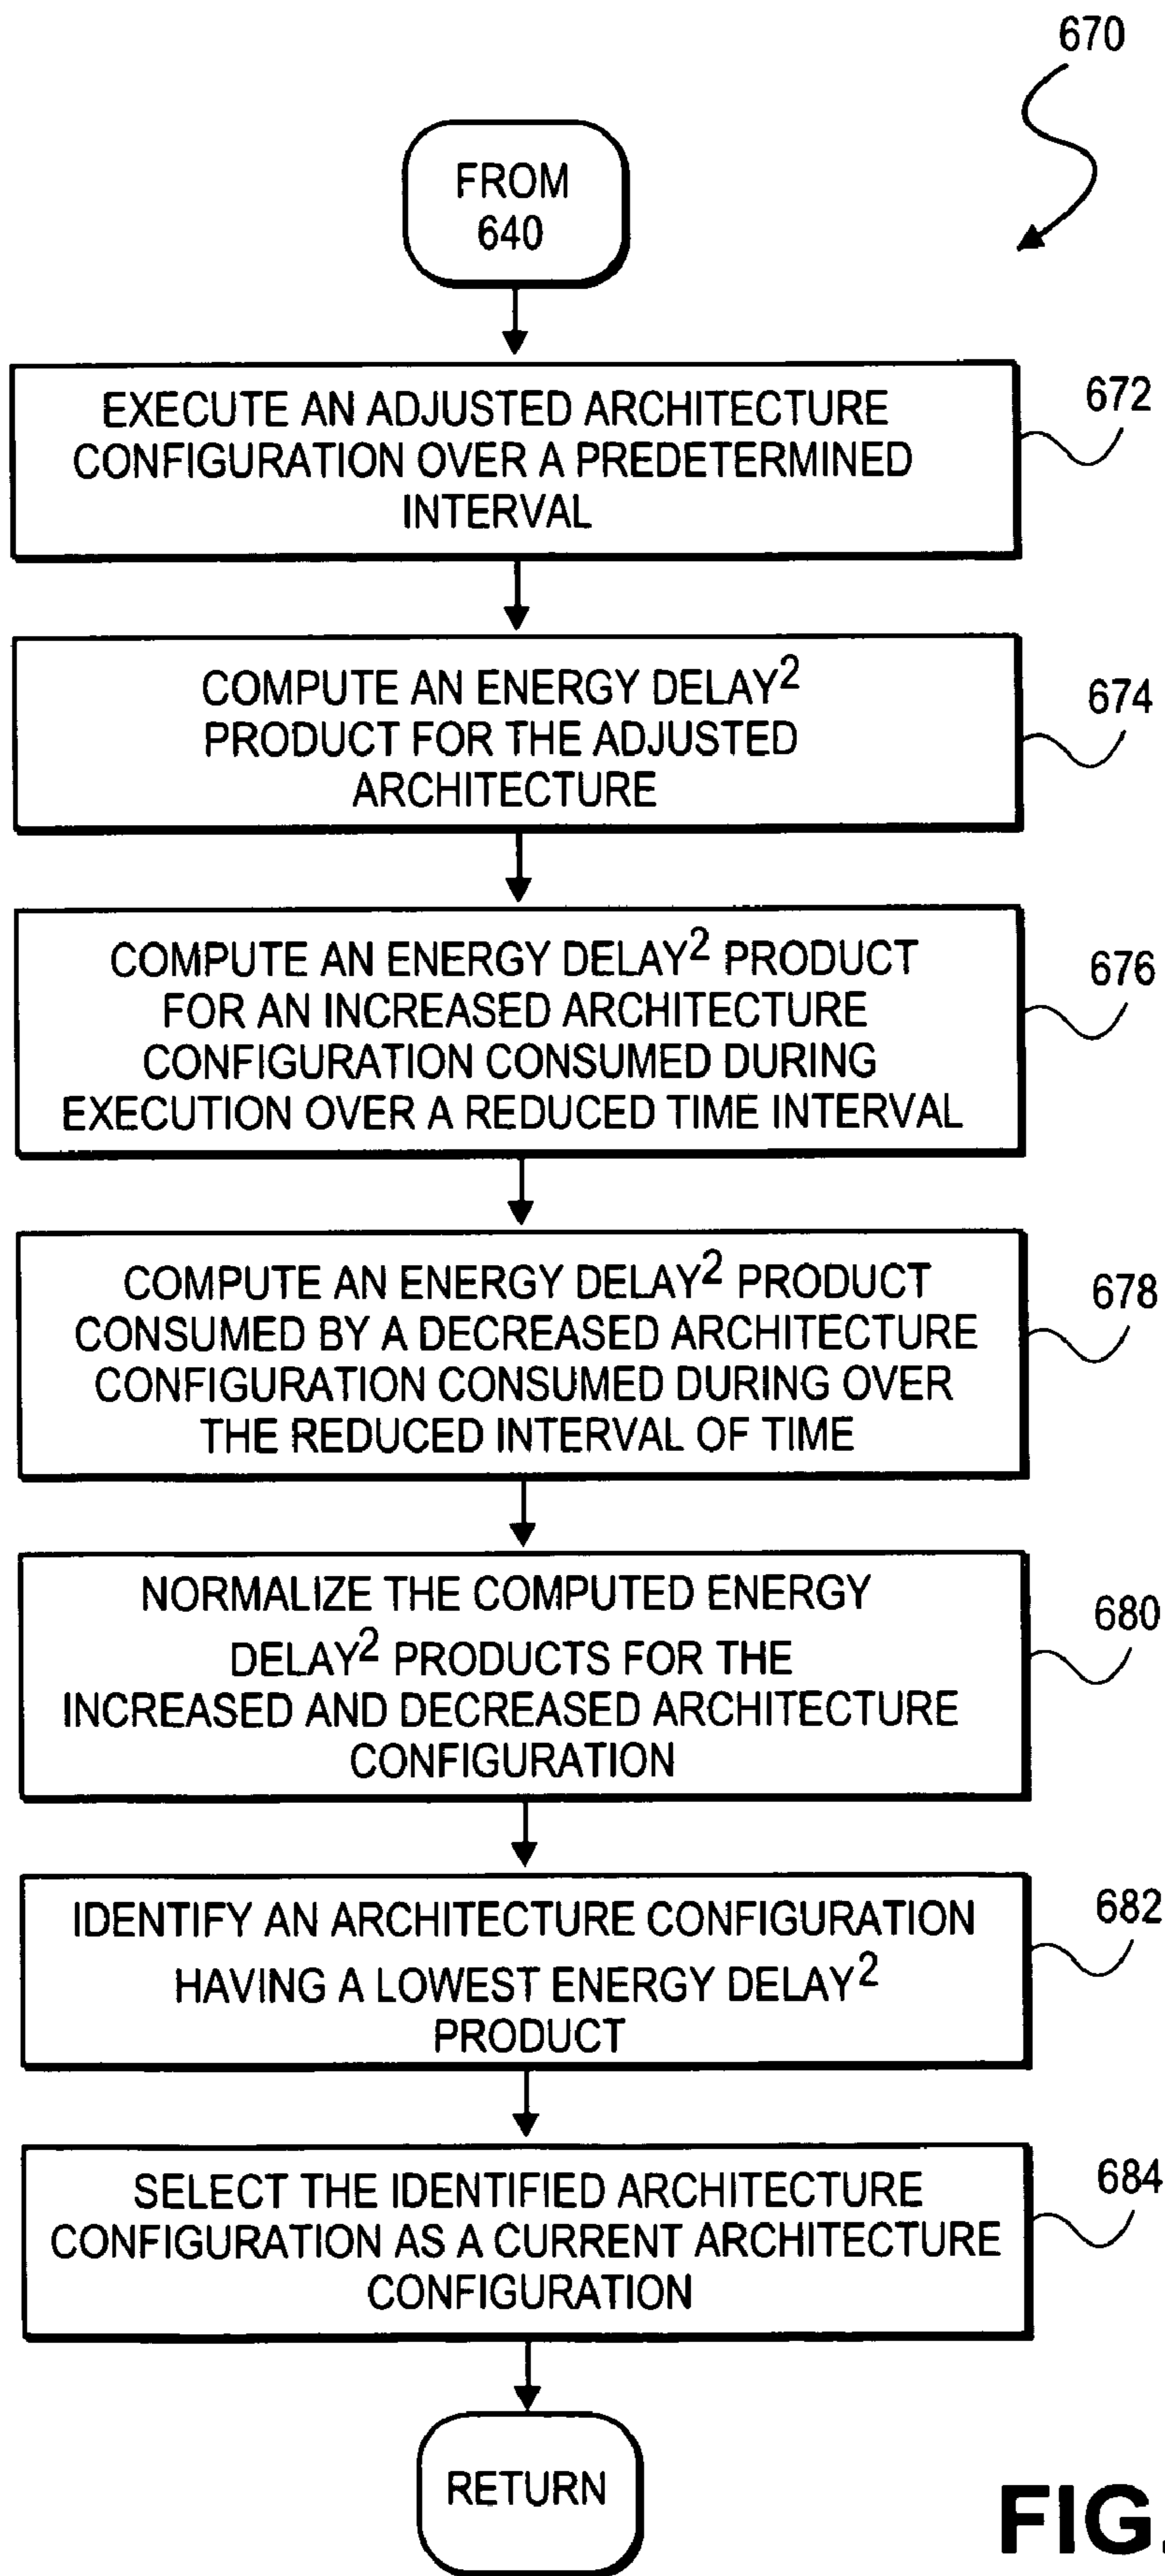 670
FROM
640
EXECUTE AN ADJUSTED ARCHITECTURE
CONFIGURATION OVER A PREDETERMINED
INTERVAL
672
COMPUTE AN ENERGY DELAY²
PRODUCT FOR THE ADJUSTED
ARCHITECTURE
674
COMPUTE AN ENERGY DELAY² PRODUCT
FOR AN INCREASED ARCHITECTURE
CONFIGURATION CONSUMED DURING
EXECUTION OVER A REDUCED TIME INTERVAL
676
COMPUTE AN ENERGY DELAY² PRODUCT
CONSUMED BY A DECREASED ARCHITECTURE
CONFIGURATION CONSUMED DURING OVER
THE REDUCED INTERVAL OF TIME
678
NORMALIZE THE COMPUTED ENERGY
DELAY² PRODUCTS FOR THE
INCREASED AND DECREASED ARCHITECTURE
CONFIGURATION
680
IDENTIFY AN ARCHITECTURE CONFIGURATION
HAVING A LOWEST ENERGY DELAY²
PRODUCT
682
SELECT THE IDENTIFIED ARCHITECTURE
CONFIGURATION AS A CURRENT ARCHITECTURE
CONFIGURATION
684
RETURN
FIG.